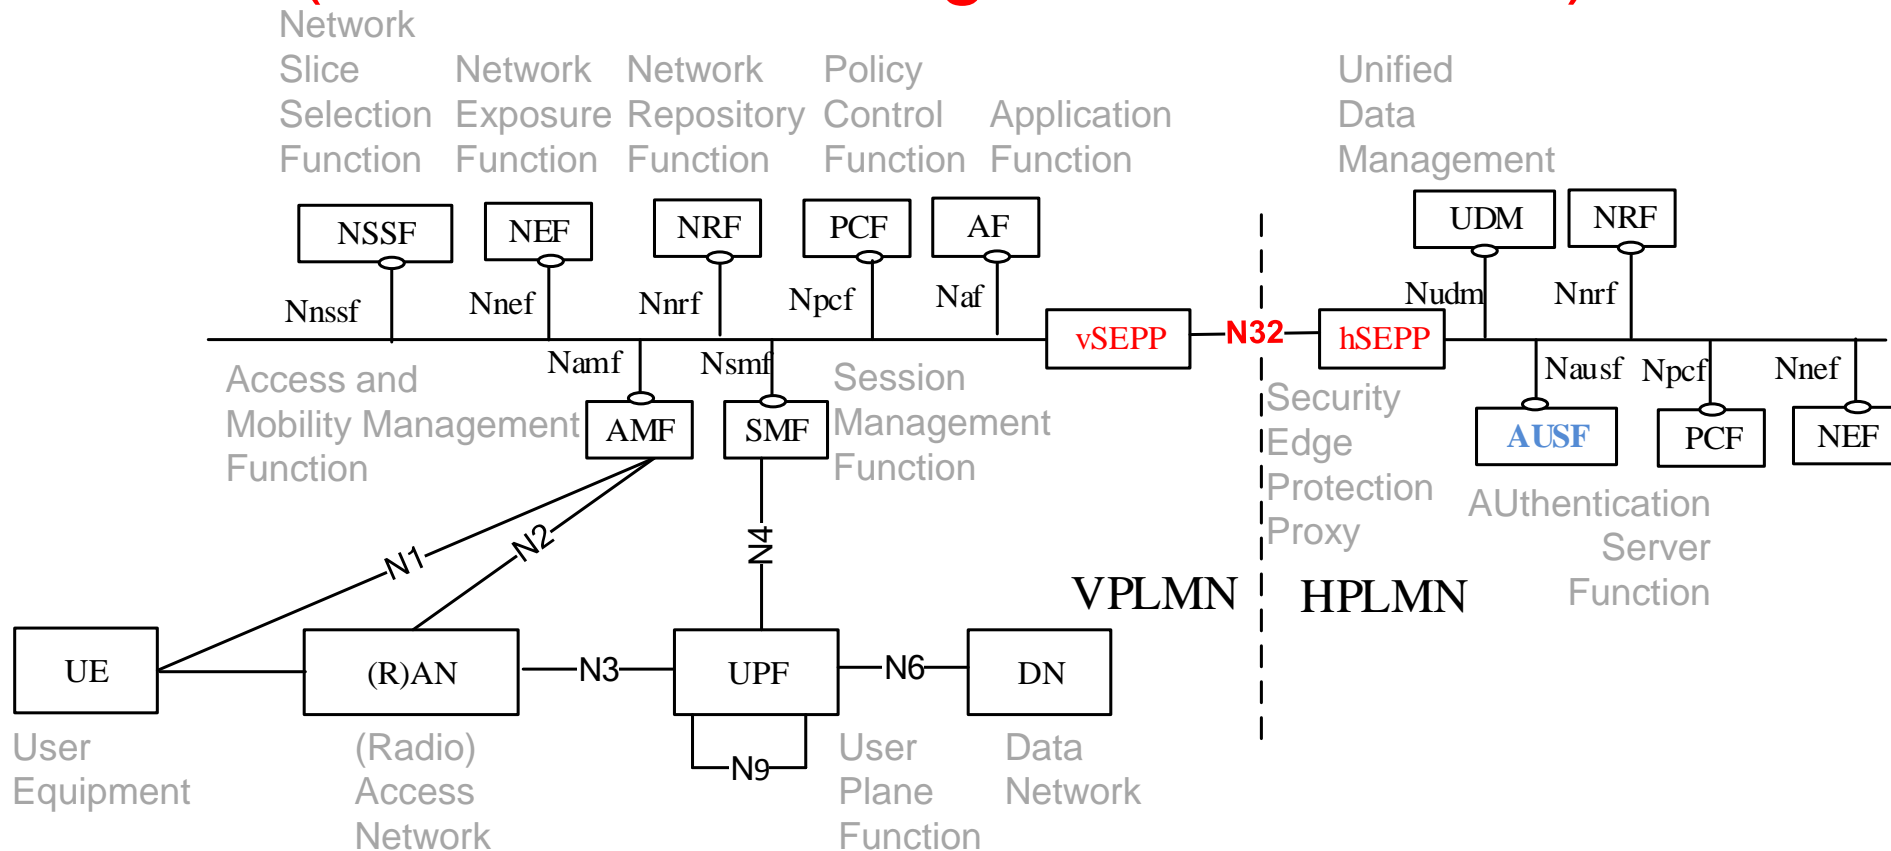 Network
Slice
Selection
Function
Network
Exposure
Function
Network
Repository
Function
Policy
Control
Function
Application
Function
Unified
Data
Management
NSSF
NEF
NRF
PCF
AF
UDM
NRF
Nnssf
Nnef
Nnrf
Npcf
Naf
Nudm
Nnrf
vSEPP
N32
hSEPP
Namf
Nsmf
Nausf
Npcf
Nnef
Access and
Mobility Management
Function
AMF
SMF
Session
Management
Function
Security
Edge
Protection
Proxy
AUSF
PCF
NEF
AUthentication
Server
Function
N1
N2
N4
VPLMN
HPLMN
UE
(R)AN
N3
UPF
N6
DN
N9
User
Equipment
(Radio)
Access
Network
User
Plane
Function
Data
Network